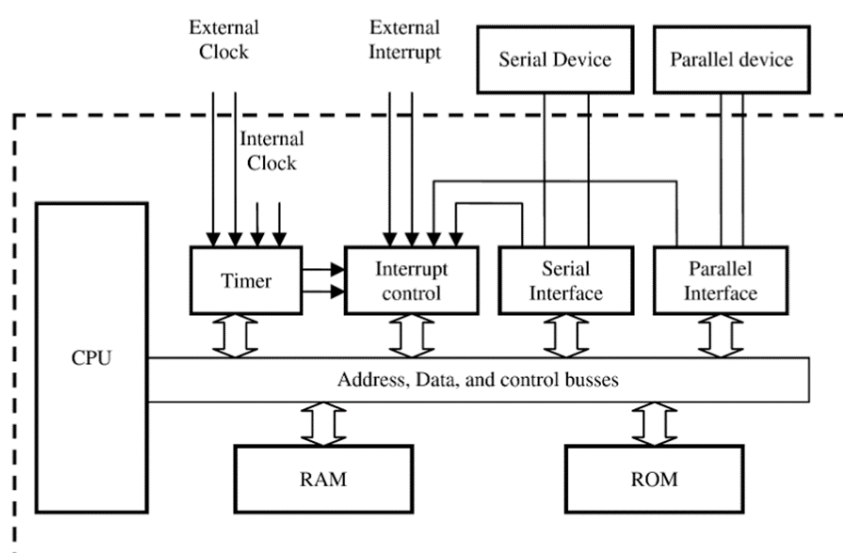 External
Clock
External
Interrupt
Serial Device
Parallel device
Internal
Clock
Timer
Interrupt
control
Serial
Interface
Parallel
Interface
CPU
Address, Data, and control busses
RAM
ROM